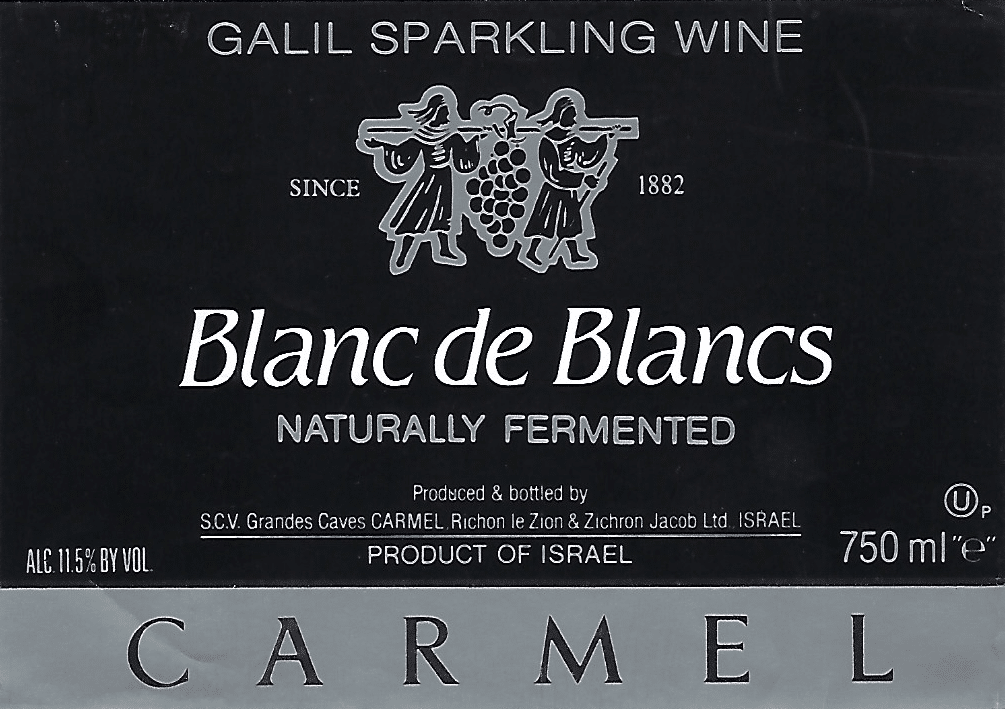 GALIL SPARKLING WINE
SINCE 1882
Blanc de Blancs
NATURALLY FERMENTED
Produced & bottled by
S.C.V. Grandes Caves CARMEL, Richon le Zion & Zichron Jacob Ltd., ISRAEL
PRODUCT OF ISRAEL
ALC. 11.5% BY VOL.
U P
750 ml "e"
CARMEL